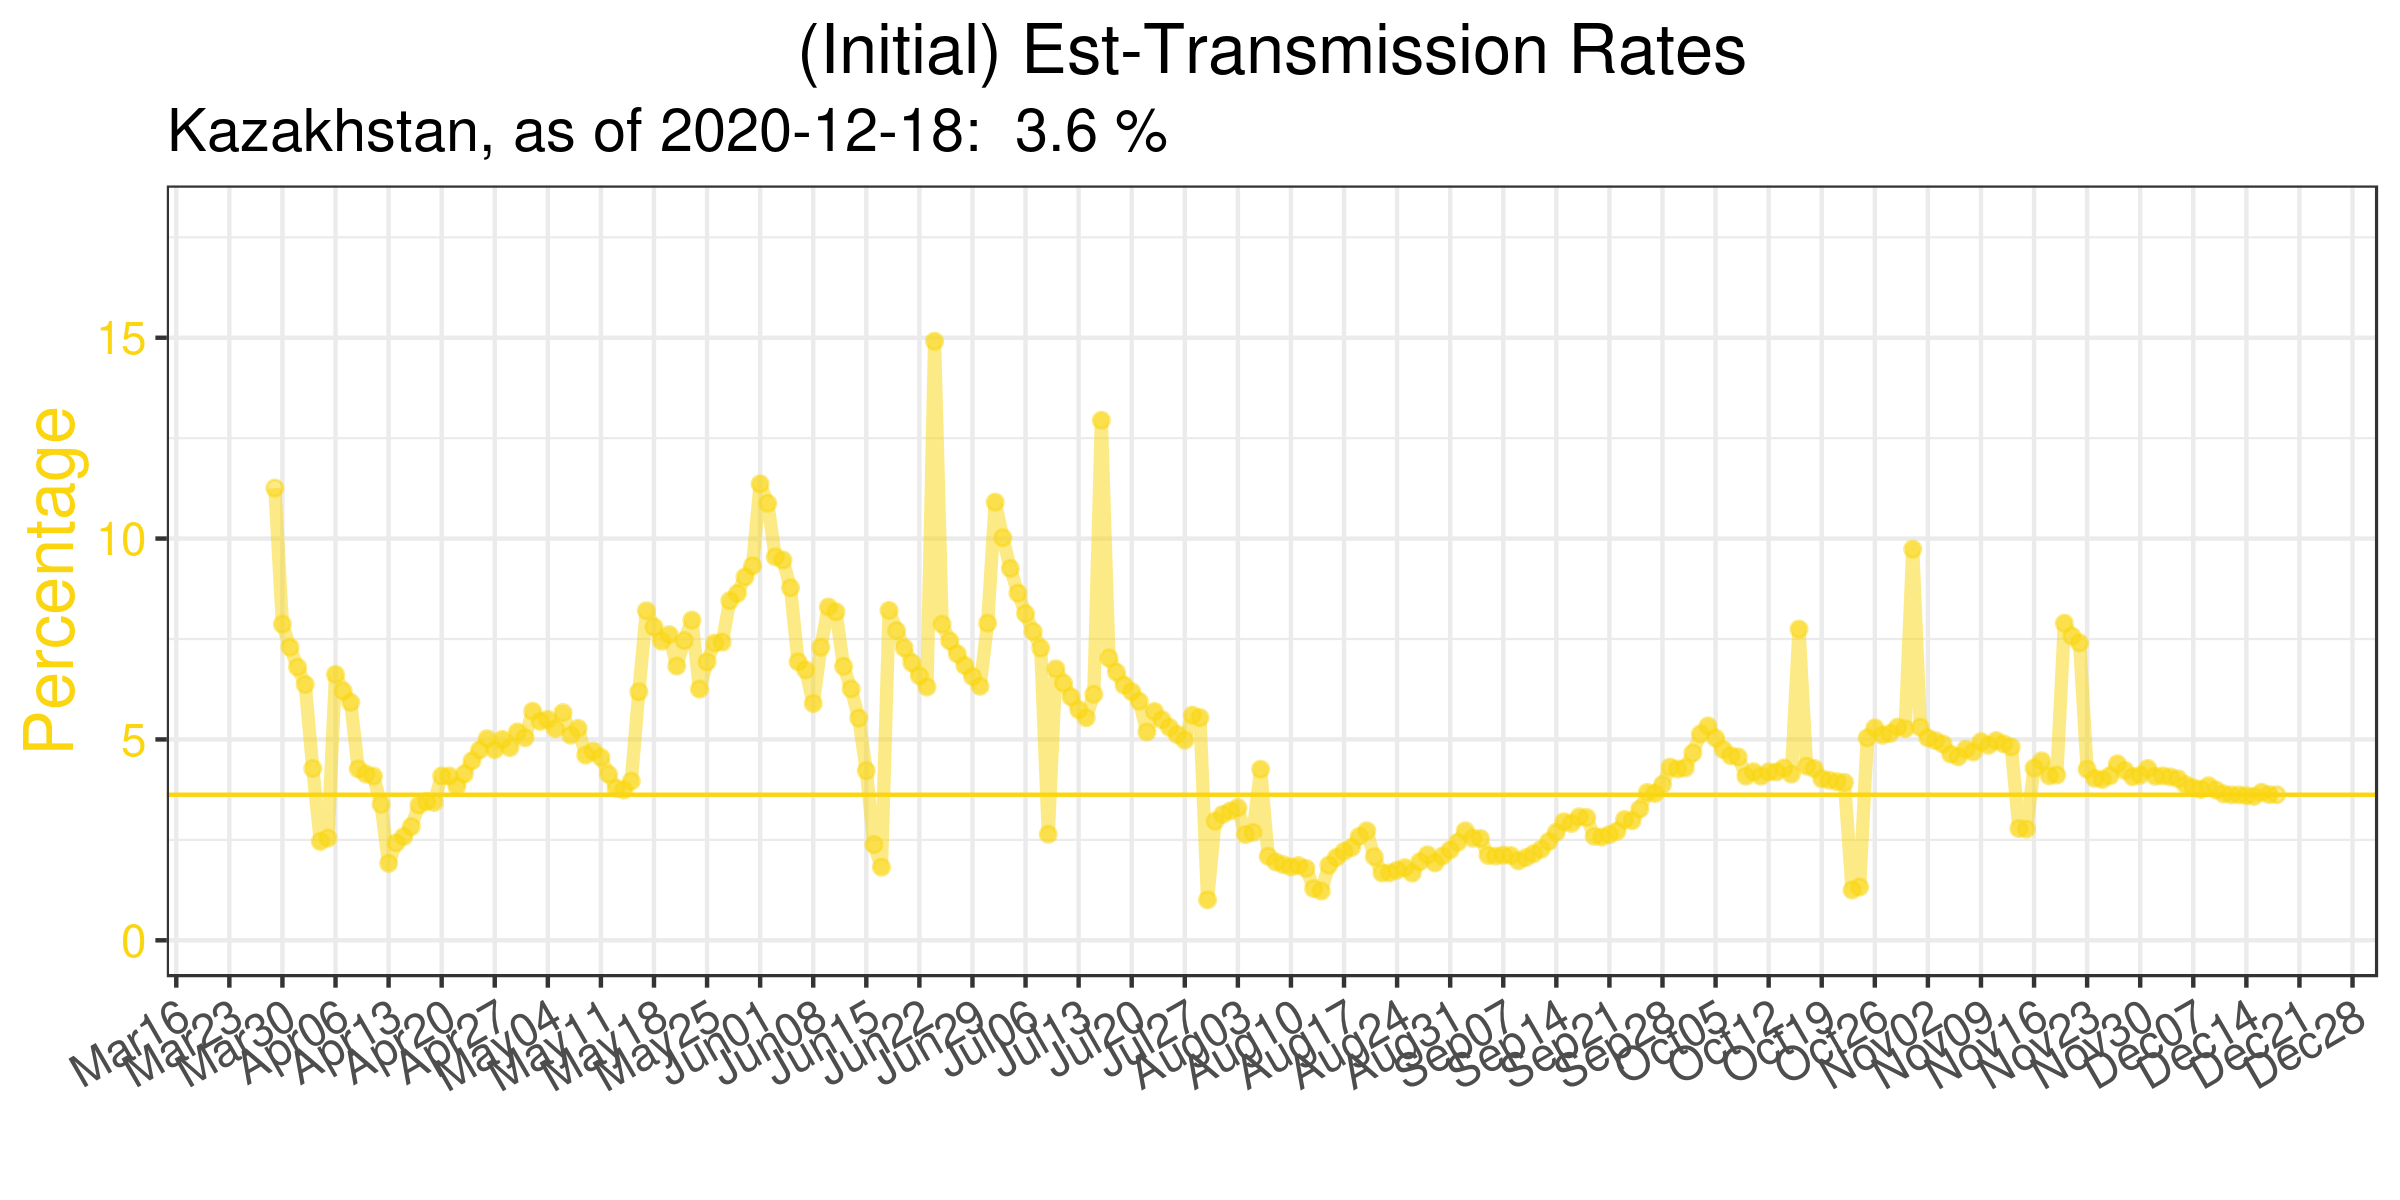 (Initial) Est-Transmission Rates
Kazakhstan, as of 2020-12-18:  3.6 %
Percentage
15
10
5
0
Mar16
Mar23
Mar30
Apr06
Apr13
Apr20
Apr27
May04
May11
May18
May25
Jun01
Jun08
Jun15
Jun22
Jun29
Jul06
Jul13
Jul20
Jul27
Aug03
Aug10
Aug17
Aug24
Aug31
Sep07
Sep14
Sep21
Sep28
Oct05
Oct12
Oct19
Oct26
Nov02
Nov09
Nov16
Nov23
Nov30
Dec07
Dec14
Dec21
Dec28